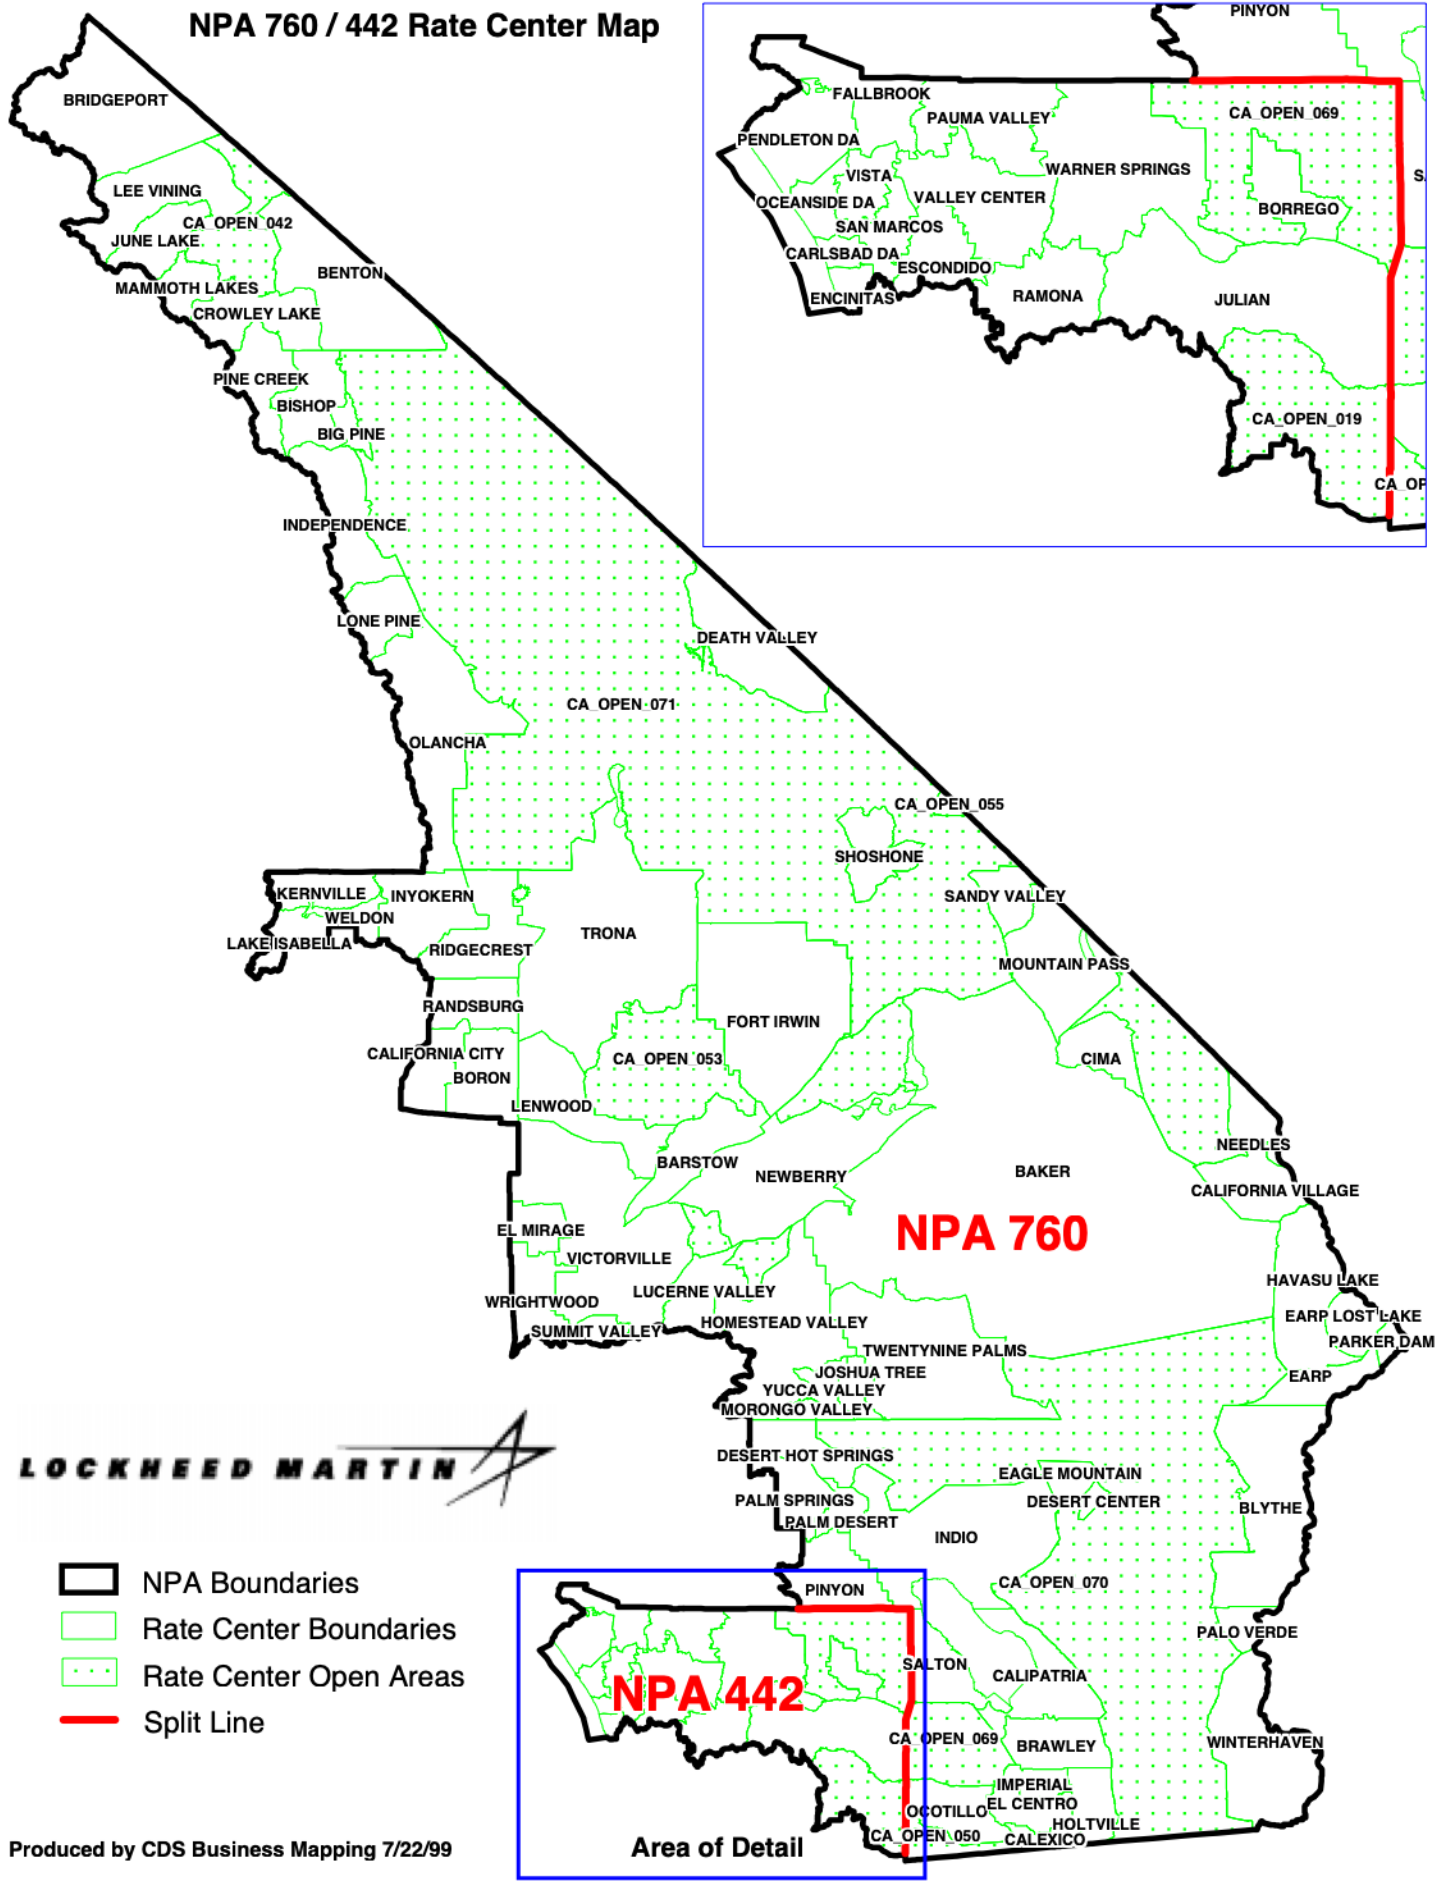 NPA 760 / 442 Rate Center Map
PINYON
FALLBROOK
CA_OPEN_069
PAUMA VALLEY
PENDLETON DA
WARNER SPRINGS
VISTA
S
VALLEY CENTER
OCEANSIDE DA
BORREGO
SAN MARCOS
CARLSBAD DA
ESCONDIDO
ENCINITAS
RAMONA
JULIAN
CA_OPEN_019
CA_OP
BRIDGEPORT
LEE VINING
CA_OPEN_042
JUNE LAKE
BENTON
MAMMOTH LAKES
CROWLEY LAKE
PINE CREEK
BISHOP
BIG PINE
INDEPENDENCE
LONE PINE
DEATH VALLEY
CA_OPEN_071
OLANCHA
CA_OPEN_055
SHOSHONE
KERNVILLE
INYOKERN
SANDY VALLEY
WELDON
TRONA
LAKE ISABELLA
RIDGECREST
MOUNTAIN PASS
RANDSBURG
FORT IRWIN
CALIFORNIA CITY
CA_OPEN_053
CIMA
BORON
LENWOOD
NEEDLES
BARSTOW
NEWBERRY
BAKER
CALIFORNIA VILLAGE
EL MIRAGE
NPA 760
VICTORVILLE
HAVASU LAKE
LUCERNE VALLEY
WRIGHTWOOD
EARP LOST LAKE
HOMESTEAD VALLEY
SUMMIT VALLEY
PARKER DAM
TWENTYNINE PALMS
JOSHUA TREE
EARP
YUCCA VALLEY
MORONGO VALLEY
DESERT HOT SPRINGS
LOCKHEED MARTIN
EAGLE MOUNTAIN
PALM SPRINGS
DESERT CENTER
BLYTHE
PALM DESERT
INDIO
NPA Boundaries
PINYON
CA_OPEN_070
Rate Center Boundaries
PALO VERDE
SALTON
CALIPATRIA
Rate Center Open Areas
NPA 442
Split Line
CA_OPEN_069
BRAWLEY
WINTERHAVEN
IMPERIAL
EL CENTRO
OCOTILLO
HOLTVILLE
CA_OPEN_050
CALEXICO
Produced by CDS Business Mapping 7/22/99
Area of Detail